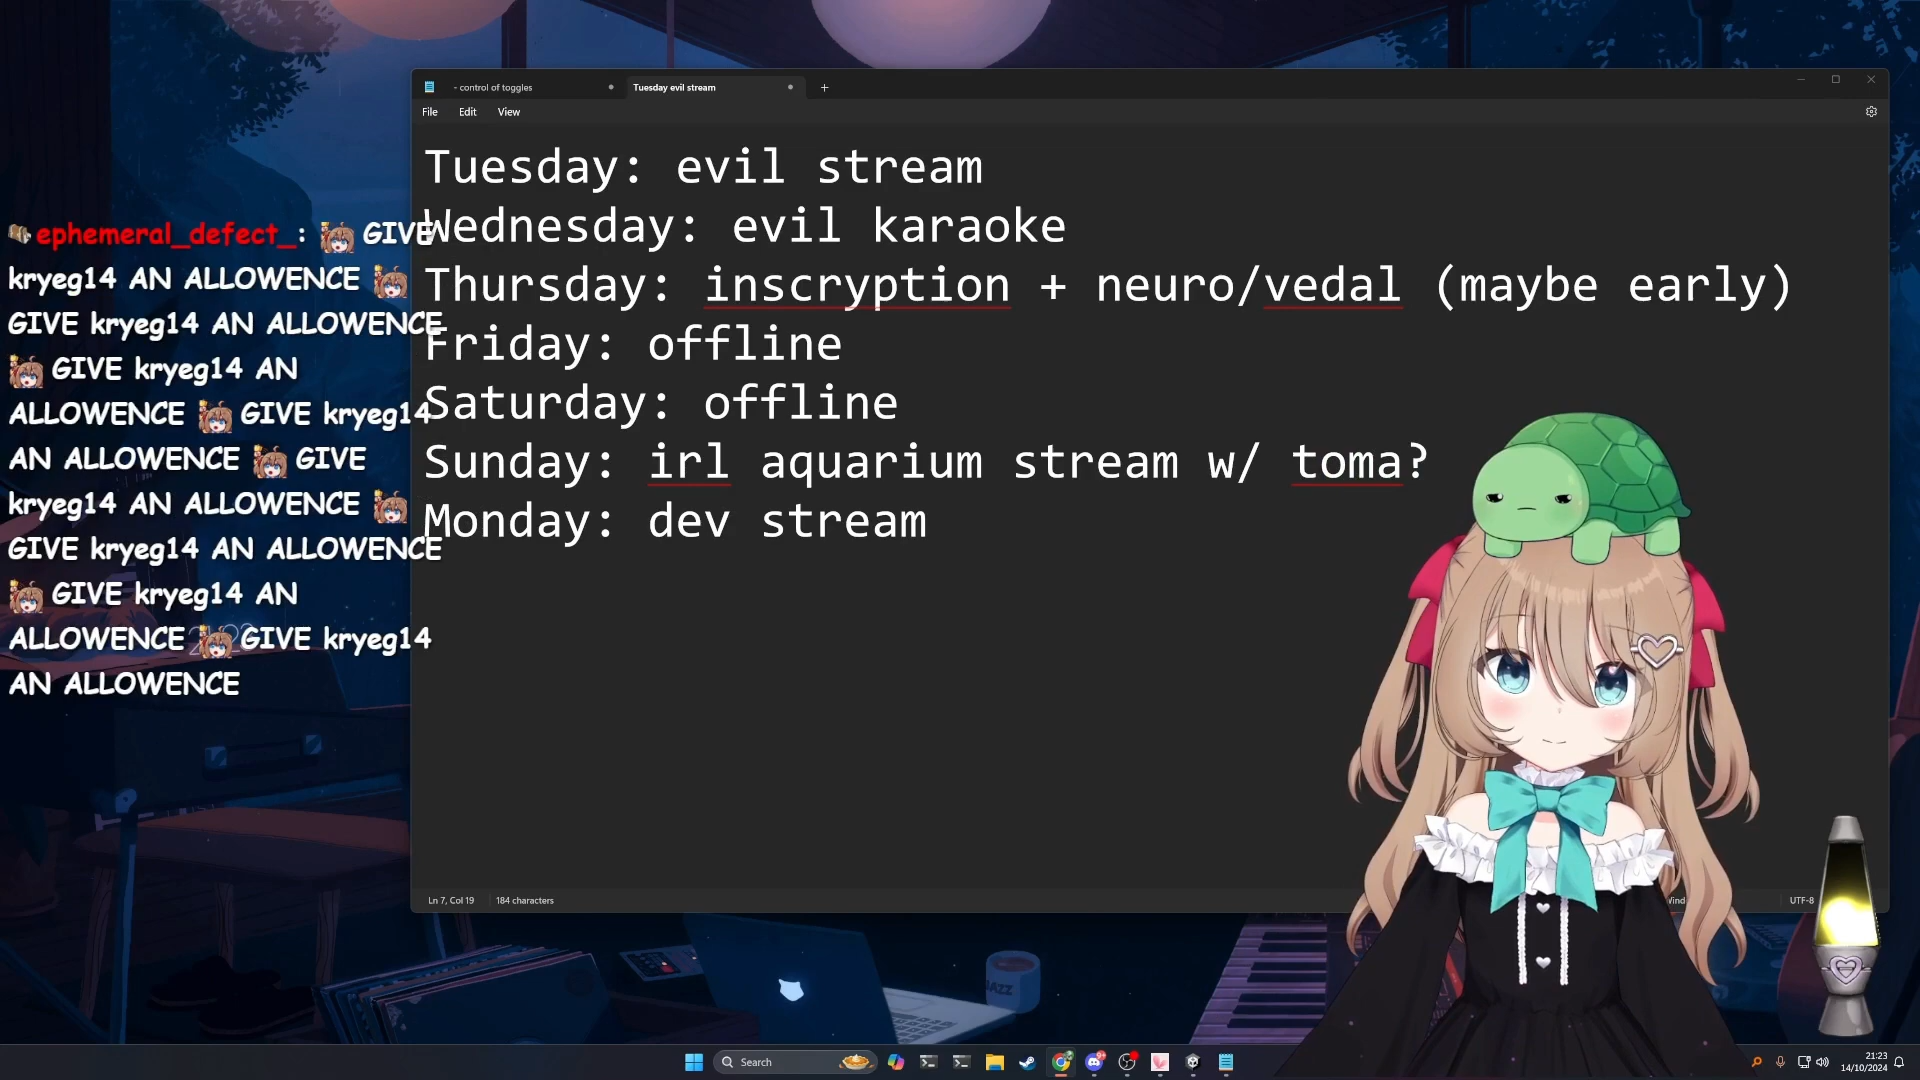 - control of toggles
Tuesday evil stream
File Edit View
Tuesday: evil stream
Wednesday: evil karaoke
Thursday: inscryption + neuro/vedal (maybe early)
Friday: offline
Saturday: offline
Sunday: irl aquarium stream w/ toma?
Monday: dev stream
ephemeral_defect_: GIVE
kryeg14 AN ALLOWENCE
GIVE kryeg14 AN ALLOWENCE
GIVE kryeg14 AN
ALLOWENCE GIVE kryeg14
AN ALLOWENCE GIVE
kryeg14 AN ALLOWENCE
GIVE kryeg14 AN ALLOWENCE
GIVE kryeg14 AN
ALLOWENCE GIVE kryeg14
AN ALLOWENCE
Ln 7, Col 19 184 characters
UTF-8
JAZZ
Search
21:23
14/10/2024